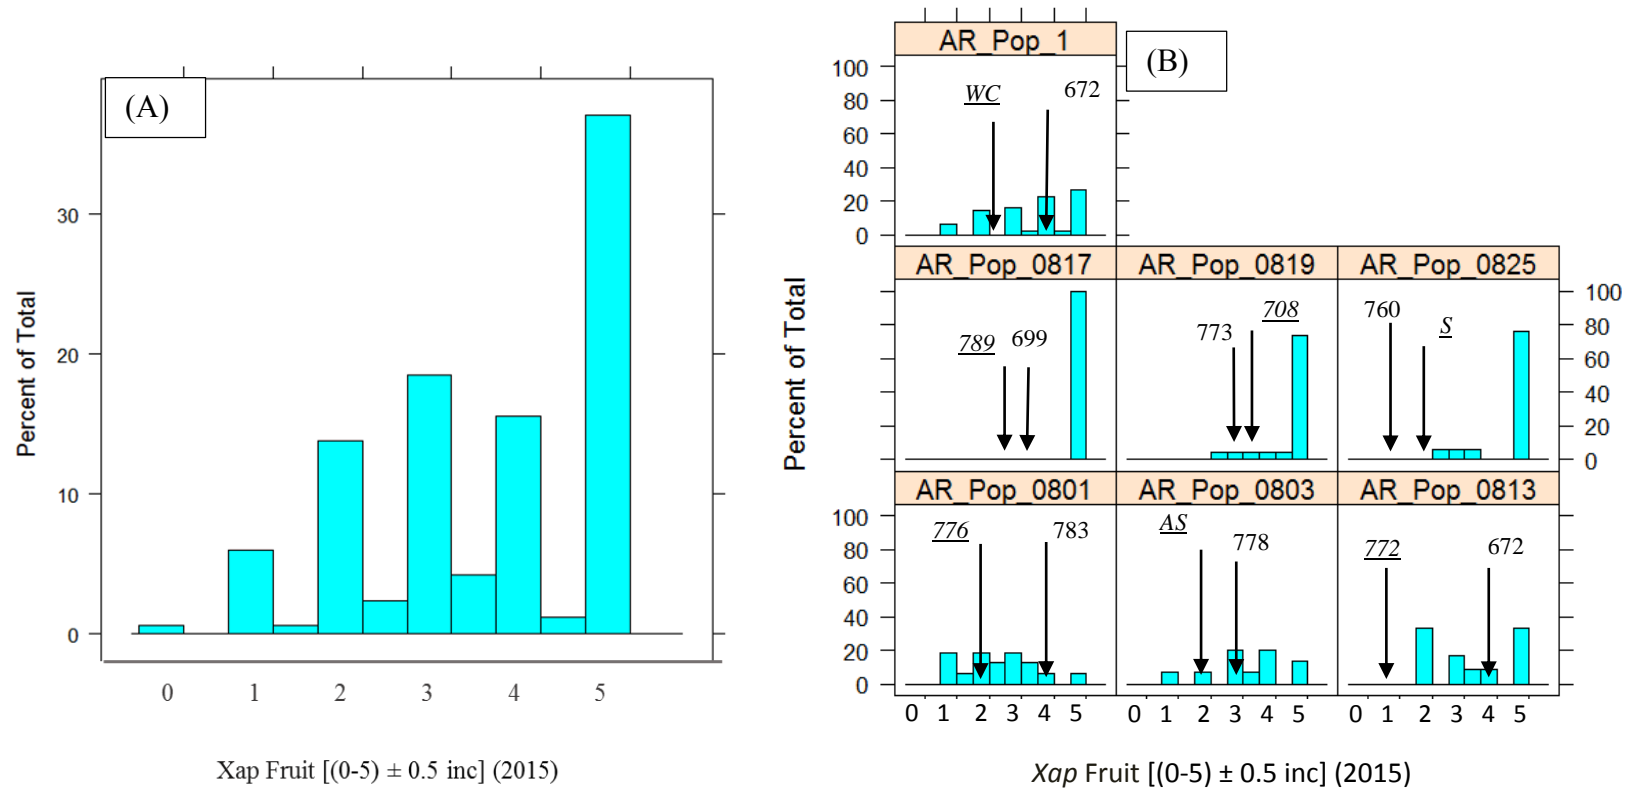 (A)
Percent of Total
30
20
10
0
0 1 2 3 4 5
Xap Fruit [(0-5) ± 0.5 inc] (2015)
(B)
Percent of Total
AR_Pop_1
100
80
60
40
20
0
WC 672
AR_Pop_0817 AR_Pop_0819 AR_Pop_0825
789 699
773 708
760 S
100
80
60
40
20
0
AR_Pop_0801 AR_Pop_0803 AR_Pop_0813
100
80
60
40
20
0
776 783
AS 778
772 672
0 1 2 3 4 5 0 1 2 3 4 5 0 1 2 3 4 5
Xap Fruit [(0-5) ± 0.5 inc] (2015)